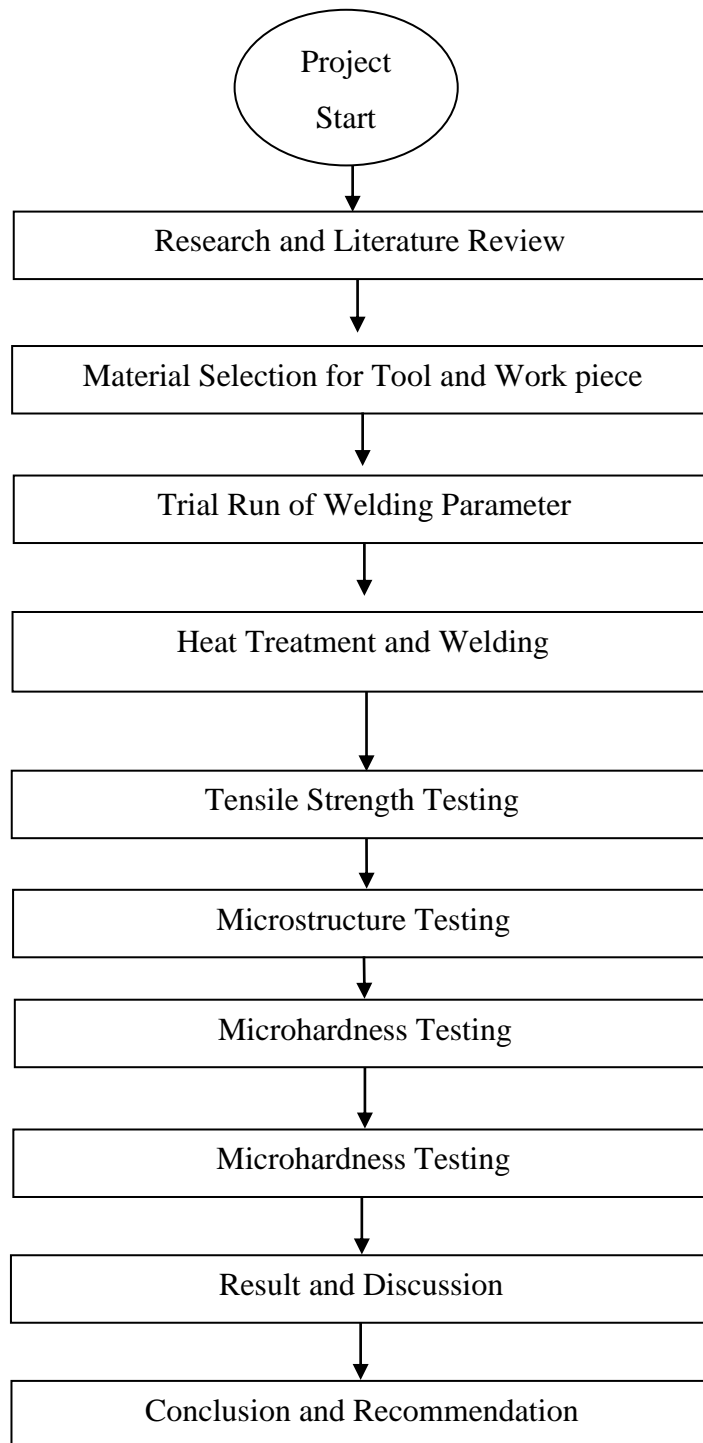 Project
Start
Research and Literature Review
Material Selection for Tool and Work piece
Trial Run of Welding Parameter
Heat Treatment and Welding
Tensile Strength Testing
Microstructure Testing
Microhardness Testing
Microhardness Testing
Result and Discussion
Conclusion and Recommendation